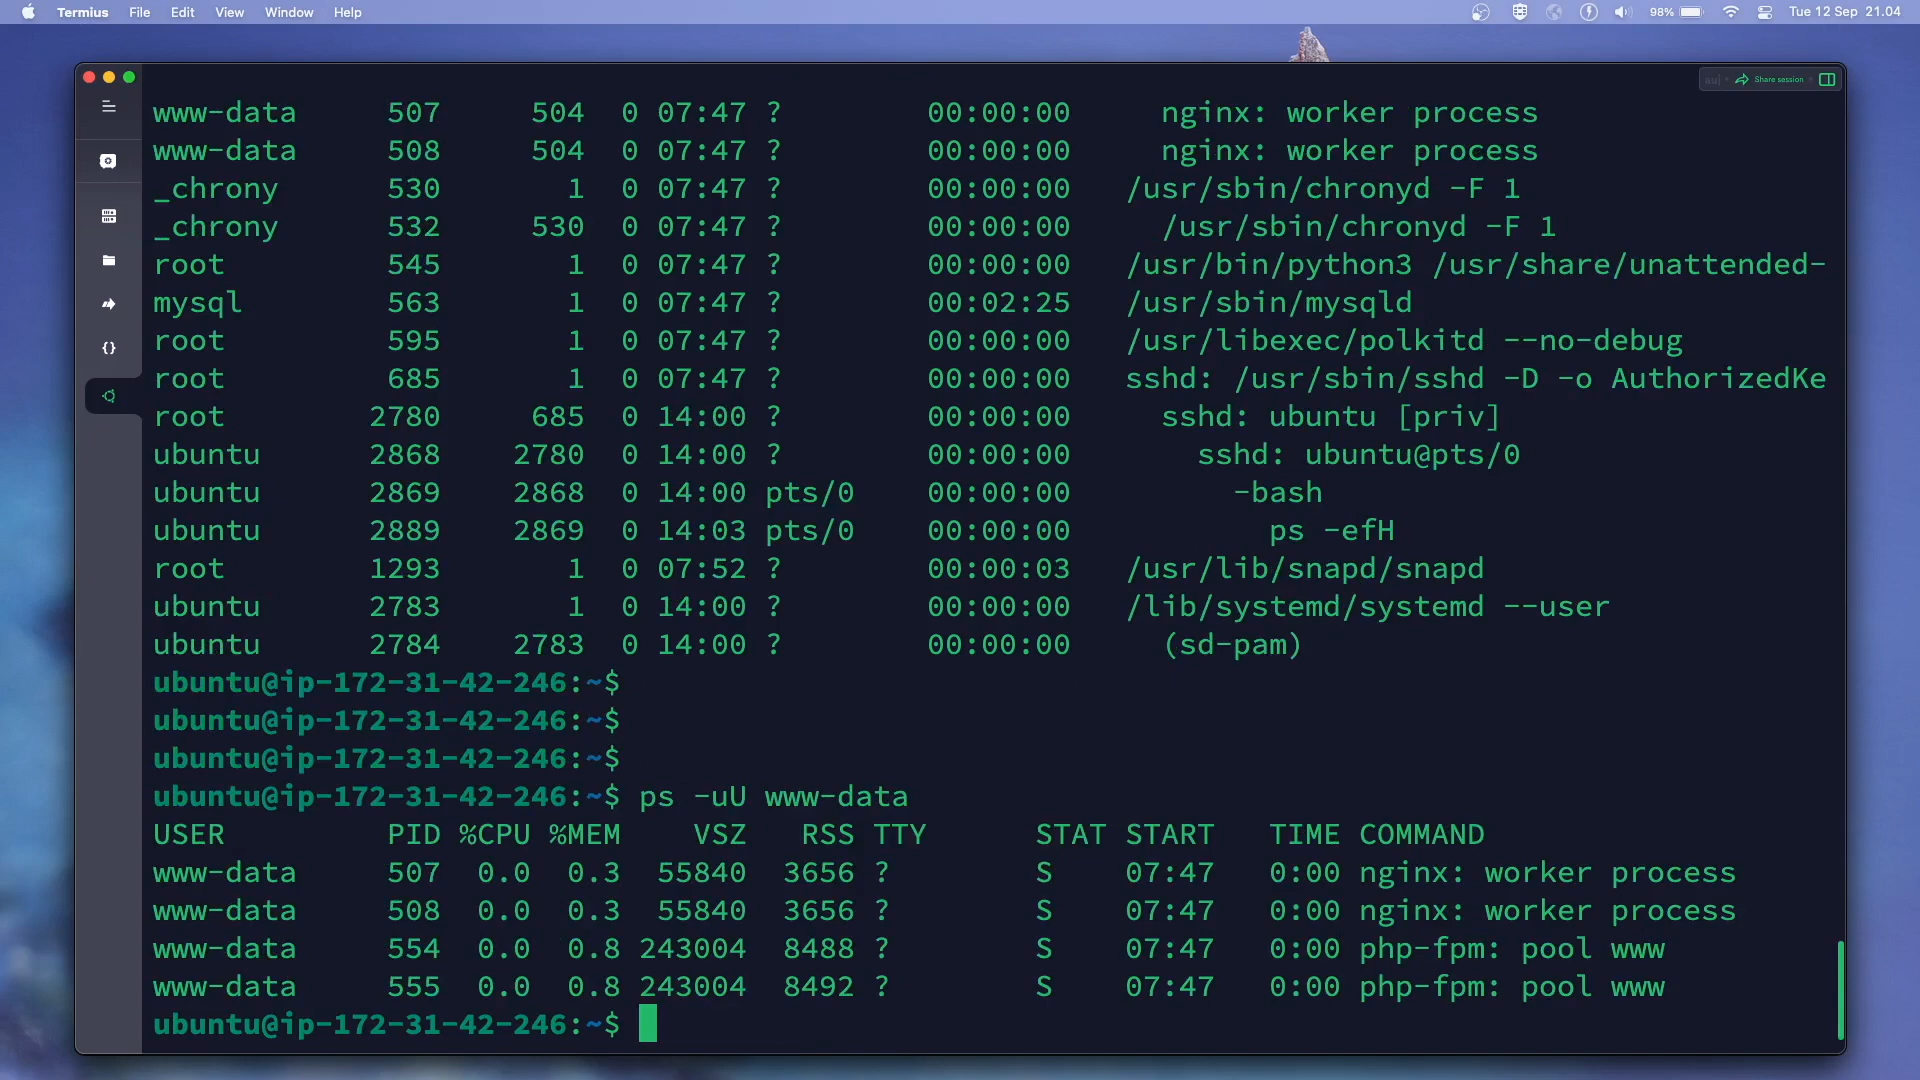 Termius File Edit View Window Help 98% Tue 12 Sep 21.04
Share session
www-data 507 504 0 07:47 ? 00:00:00 nginx: worker process
www-data 508 504 0 07:47 ? 00:00:00 nginx: worker process
_chrony 530 1 0 07:47 ? 00:00:00 /usr/sbin/chronyd -F 1
_chrony 532 530 0 07:47 ? 00:00:00 /usr/sbin/chronyd -F 1
root 545 1 0 07:47 ? 00:00:00 /usr/bin/python3 /usr/share/unattended-
mysql 563 1 0 07:47 ? 00:02:25 /usr/sbin/mysqld
root 595 1 0 07:47 ? 00:00:00 /usr/libexec/polkitd --no-debug
root 685 1 0 07:47 ? 00:00:00 sshd: /usr/sbin/sshd -D -o AuthorizedKe
root 2780 685 0 14:00 ? 00:00:00 sshd: ubuntu [priv]
ubuntu 2868 2780 0 14:00 ? 00:00:00 sshd: ubuntu@pts/0
ubuntu 2869 2868 0 14:00 pts/0 00:00:00 -bash
ubuntu 2889 2869 0 14:03 pts/0 00:00:00 ps -efH
root 1293 1 0 07:52 ? 00:00:03 /usr/lib/snapd/snapd
ubuntu 2783 1 0 14:00 ? 00:00:00 /lib/systemd/systemd --user
ubuntu 2784 2783 0 14:00 ? 00:00:00 (sd-pam)
ubuntu@ip-172-31-42-246:~$
ubuntu@ip-172-31-42-246:~$
ubuntu@ip-172-31-42-246:~$
ubuntu@ip-172-31-42-246:~$ ps -uU www-data
USER PID %CPU %MEM VSZ RSS TTY STAT START TIME COMMAND
www-data 507 0.0 0.3 55840 3656 ? S 07:47 0:00 nginx: worker process
www-data 508 0.0 0.3 55840 3656 ? S 07:47 0:00 nginx: worker process
www-data 554 0.0 0.8 243004 8488 ? S 07:47 0:00 php-fpm: pool www
www-data 555 0.0 0.8 243004 8492 ? S 07:47 0:00 php-fpm: pool www
ubuntu@ip-172-31-42-246:~$